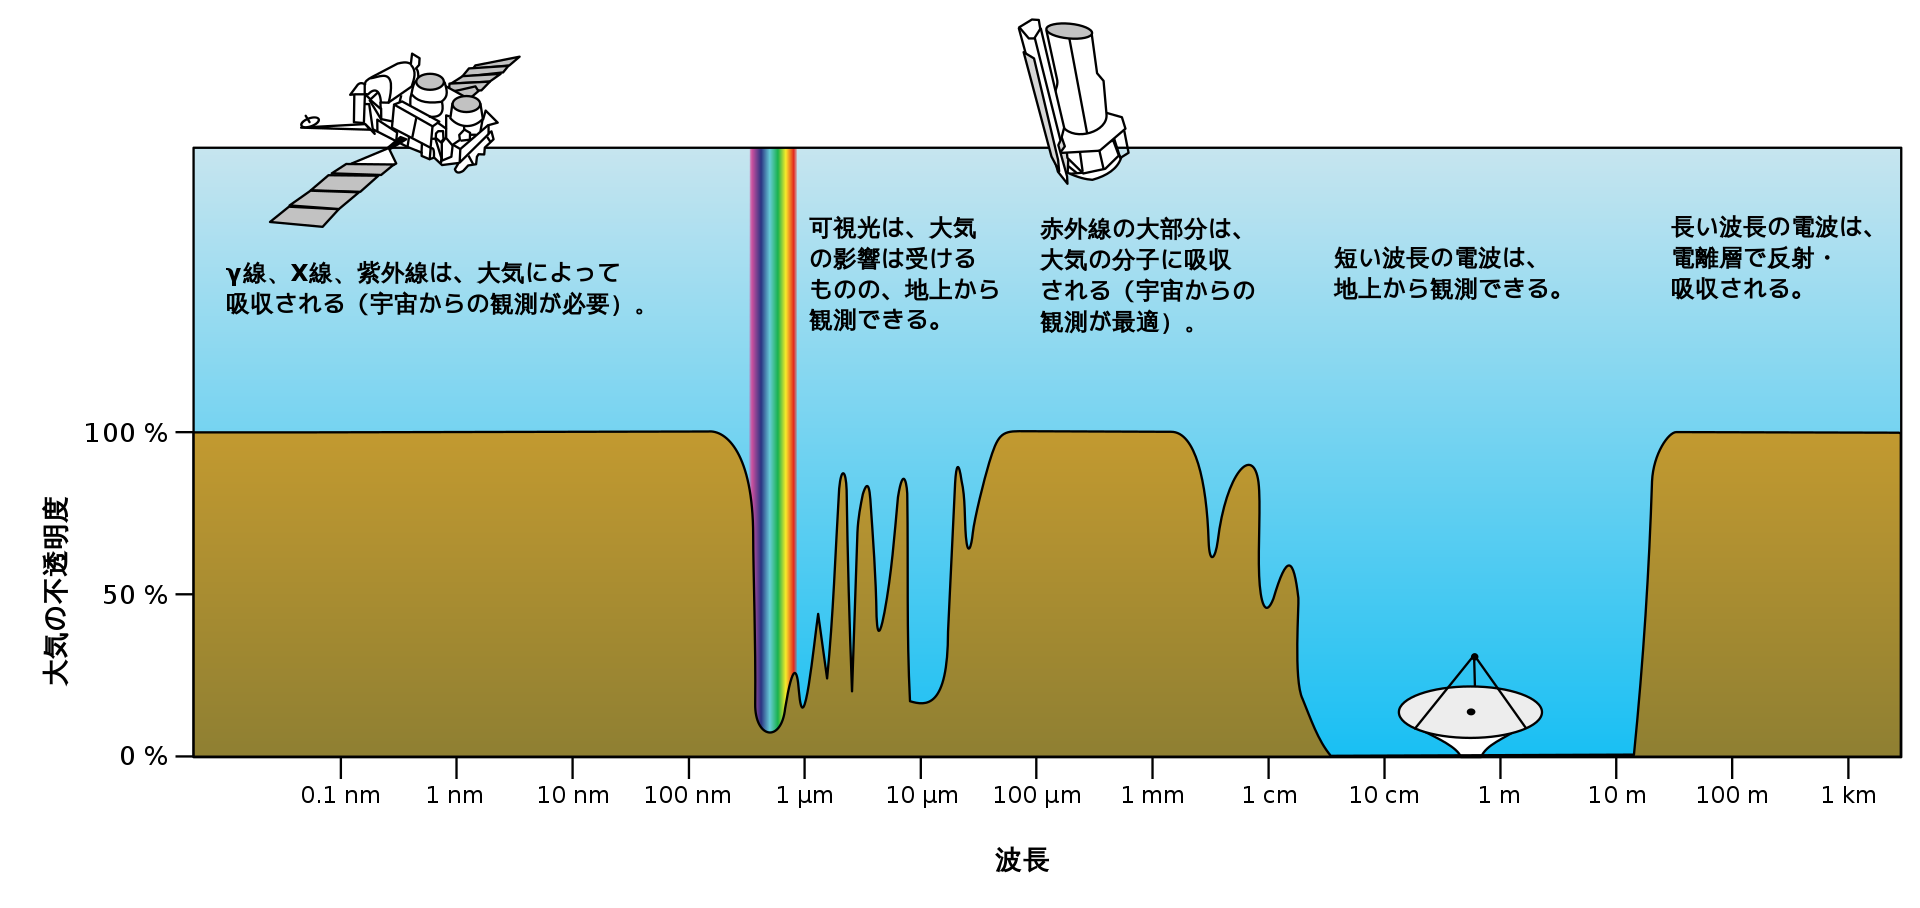 γ線、X線、紫外線は、大気によって
吸収される（宇宙からの観測が必要）。
可視光は、大気
の影響は受ける
ものの、地上から
観測できる。
赤外線の大部分は、
大気の分子に吸収
される（宇宙からの
観測が最適）。
短い波長の電波は、
地上から観測できる。
長い波長の電波は、
電離層で反射・
吸収される。
大気の不透明度
100 %
50 %
0 %
0.1 nm
1 nm
10 nm
100 nm
1 μm
10 μm
100 μm
1 mm
1 cm
10 cm
1 m
10 m
100 m
1 km
波長